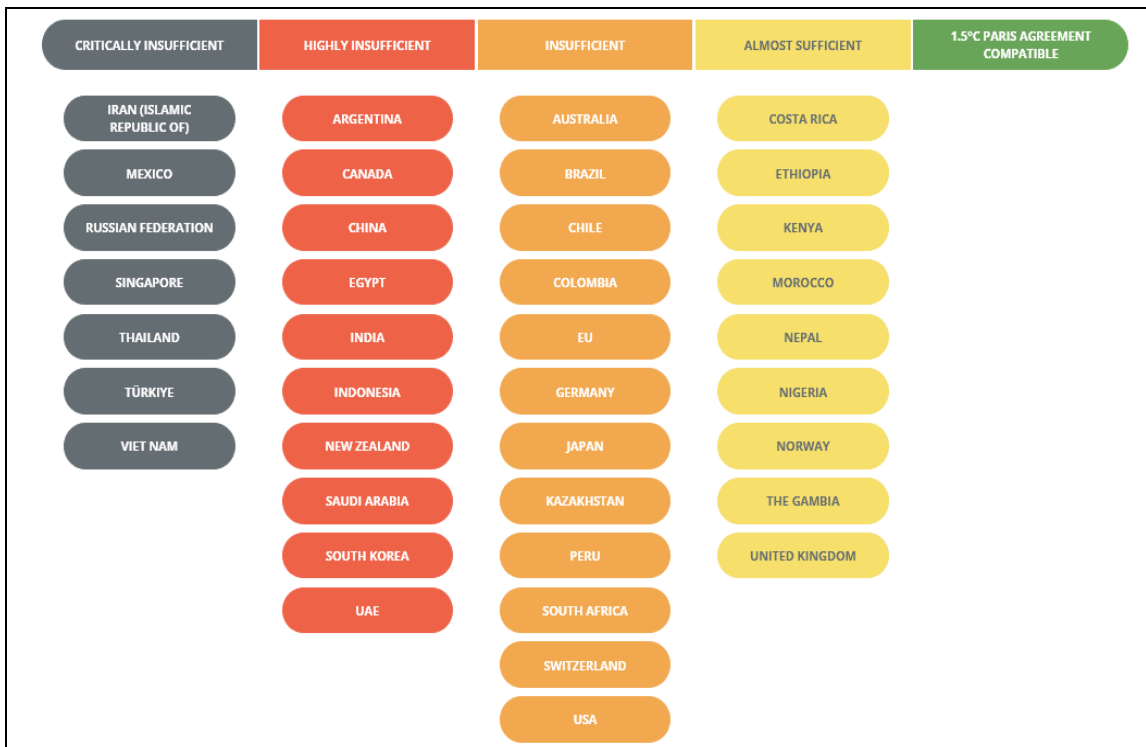 CRITICALLY INSUFFICIENT
HIGHLY INSUFFICIENT
INSUFFICIENT
ALMOST SUFFICIENT
1.5°C PARIS AGREEMENT
COMPATIBLE
IRAN (ISLAMIC
REPUBLIC OF)
MEXICO
RUSSIAN FEDERATION
SINGAPORE
THAILAND
TÜRKIYE
VIET NAM
ARGENTINA
CANADA
CHINA
EGYPT
INDIA
INDONESIA
NEW ZEALAND
SAUDI ARABIA
SOUTH KOREA
UAE
AUSTRALIA
BRAZIL
CHILE
COLOMBIA
EU
GERMANY
JAPAN
KAZAKHSTAN
PERU
SOUTH AFRICA
SWITZERLAND
USA
COSTA RICA
ETHIOPIA
KENYA
MOROCCO
NEPAL
NIGERIA
NORWAY
THE GAMBIA
UNITED KINGDOM